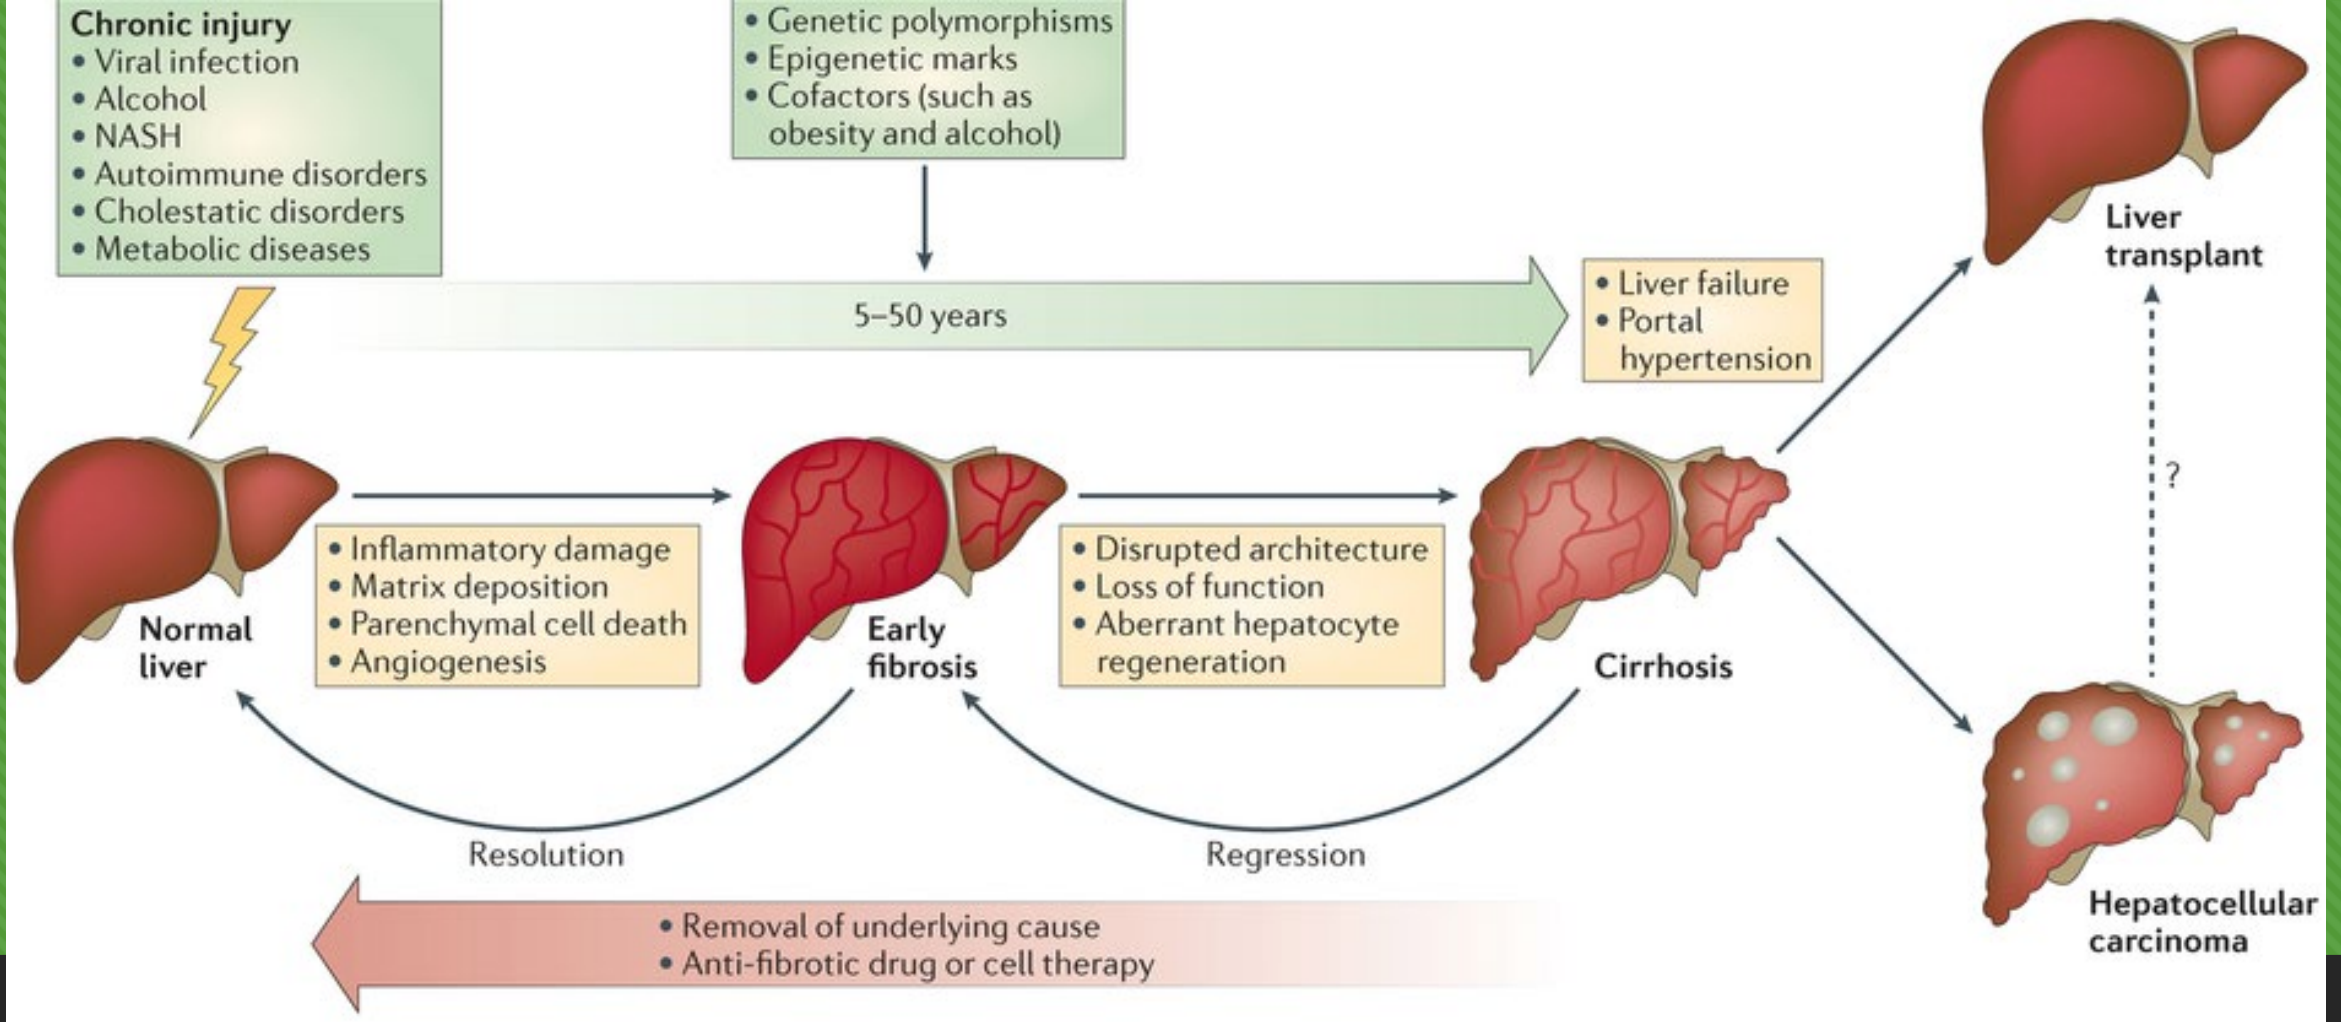 Chronic injury
• Viral infection
• Alcohol
• NASH
• Autoimmune disorders
• Cholestatic disorders
• Metabolic diseases
• Genetic polymorphisms
• Epigenetic marks
• Cofactors (such as
obesity and alcohol)
5–50 years
• Liver failure
• Portal
hypertension
Liver
transplant
Normal
liver
• Inflammatory damage
• Matrix deposition
• Parenchymal cell death
• Angiogenesis
Early
fibrosis
• Disrupted architecture
• Loss of function
• Aberrant hepatocyte
regeneration
Cirrhosis
?
Resolution
Regression
Hepatocellular
carcinoma
• Removal of underlying cause
• Anti-fibrotic drug or cell therapy